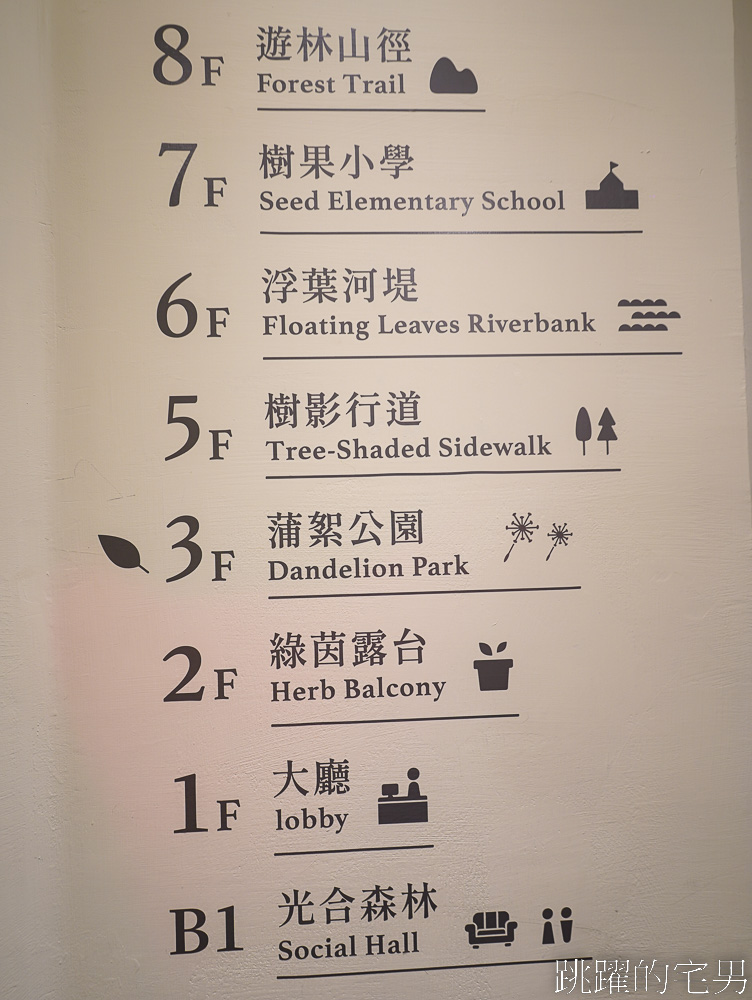 8F 遊林山徑
Forest Trail
7F 樹果小學
Seed Elementary School
6F 浮葉河堤
Floating Leaves Riverbank
5F 樹影行道
Tree-Shaded Sidewalk
3F 蒲絮公園
Dandelion Park
2F 綠茵露台
Herb Balcony
1F 大廳
lobby
B1 光合森林
Social Hall
跳躍的宅男